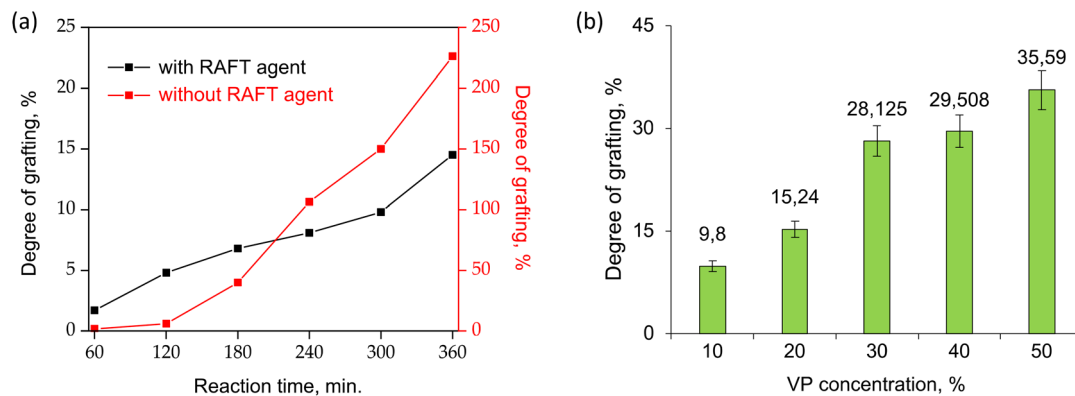 (a)
25
20
15
10
5
0
Degree of grafting, %
with RAFT agent
without RAFT agent
250
200
150
100
50
0
Degree of grafting, %
60 120 180 240 300 360
Reaction time, min.
(b)
45
30
15
0
Degree of grafting, %
9,8
15,24
28,125
29,508
35,59
10 20 30 40 50
VP concentration, %